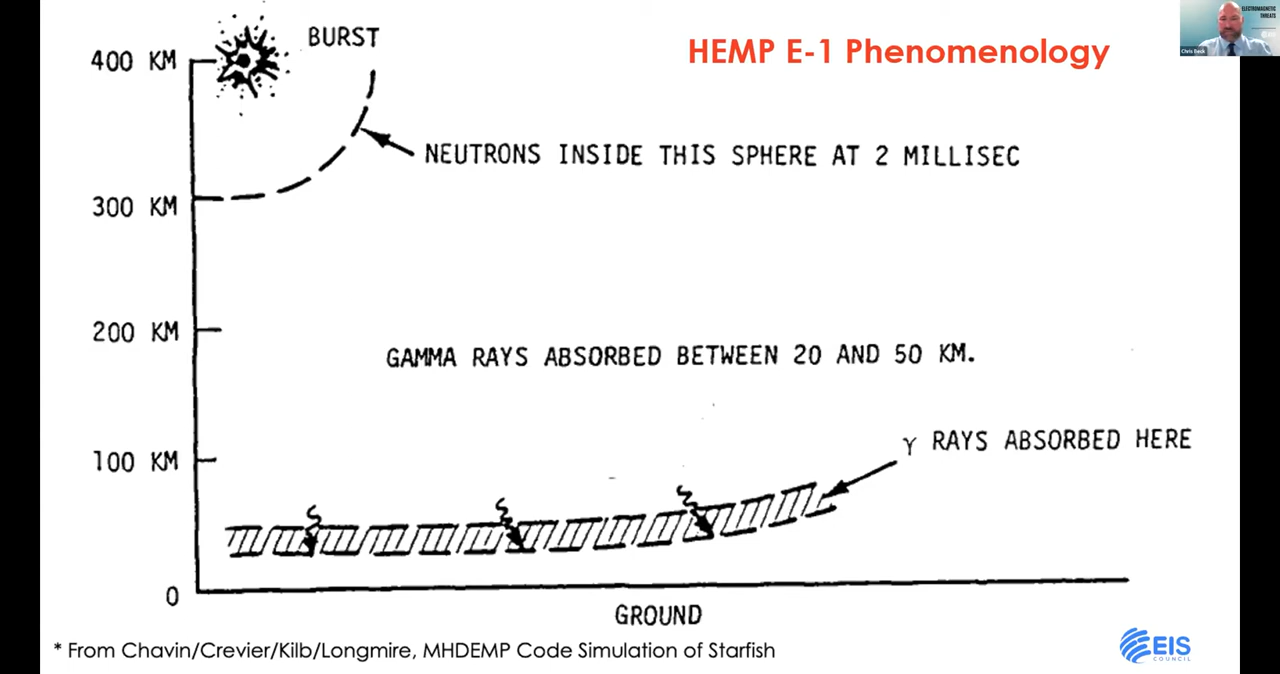 400 KM
BURST
HEMP E-1 Phenomenology
ELECTROMAGNETIC
THREATS
EIS
Chris Beck
NEUTRONS INSIDE THIS SPHERE AT 2 MILLISEC
300 KM
200 KM
GAMMA RAYS ABSORBED BETWEEN 20 AND 50 KM.
γ RAYS ABSORBED HERE
100 KM
0
GROUND
* From Chavin/Crevier/Kilb/Longmire, MHDEMP Code Simulation of Starfish
EIS
COUNCIL